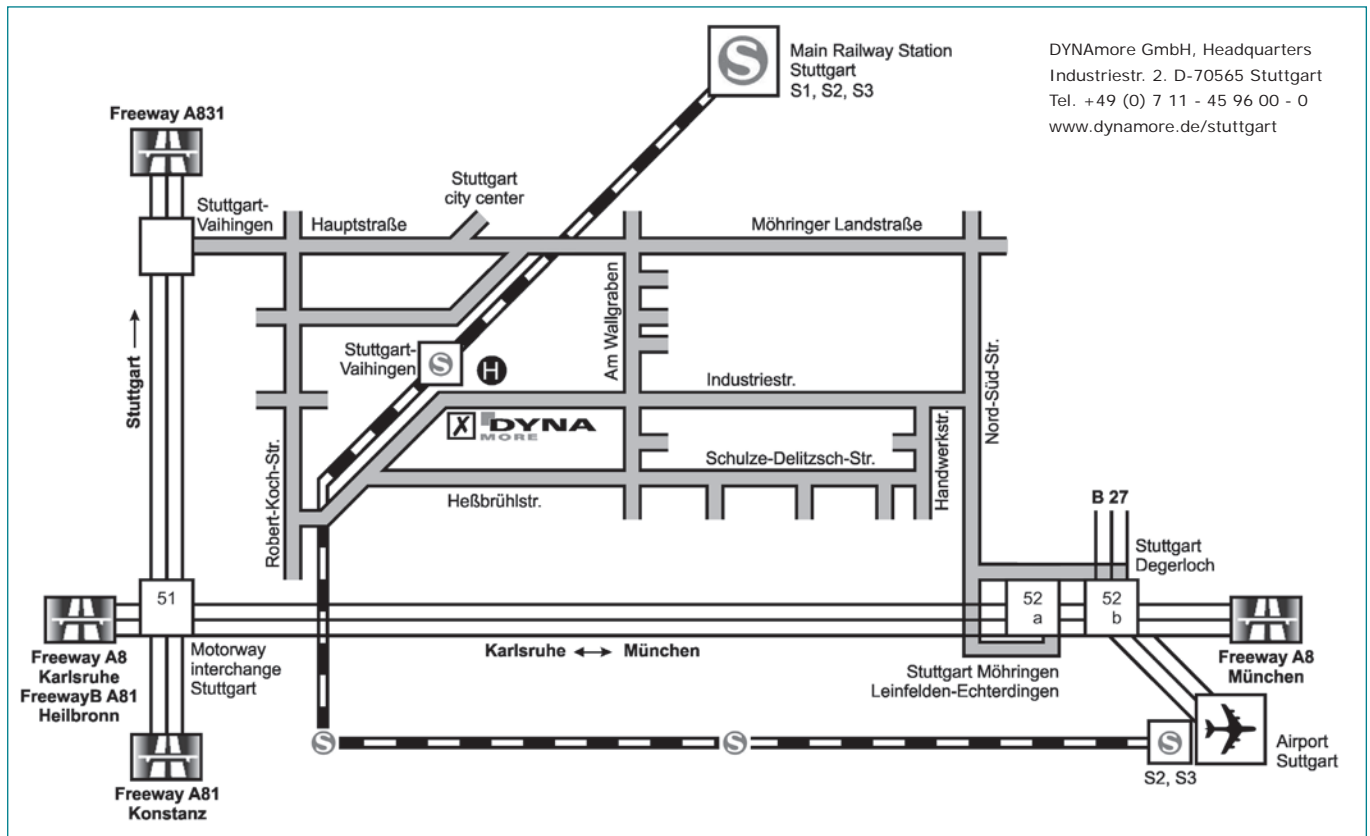 Main Railway Station
Stuttgart
S1, S2, S3
S
DYNAmore GmbH, Headquarters
Industriestr. 2. D-70565 Stuttgart
Tel. +49 (0) 7 11 - 45 96 00 - 0
www.dynamore.de/stuttgart
Freeway A831
Stuttgart-
Vaihingen
Hauptstraße
Stuttgart
city center
Möhringer Landstraße
Stuttgart
Am Wallgraben
Nord-Süd-Str.
Stuttgart-
Vaihingen
S
H
Industriestr.
X
DYNA
MORE
Robert-Koch-Str.
Schulze-Delitzsch-Str.
Handwerkstr.
Heßbrühlstr.
B 27
Stuttgart
Degerloch
51
52
a
52
b
Freeway A8
Karlsruhe
FreewayB A81
Heilbronn
Motorway
interchange
Stuttgart
Karlsruhe
München
Stuttgart Möhringen
Leinfelden-Echterdingen
Freeway A8
München
S
S
S
S2, S3
Airport
Suttgart
Freeway A81
Konstanz